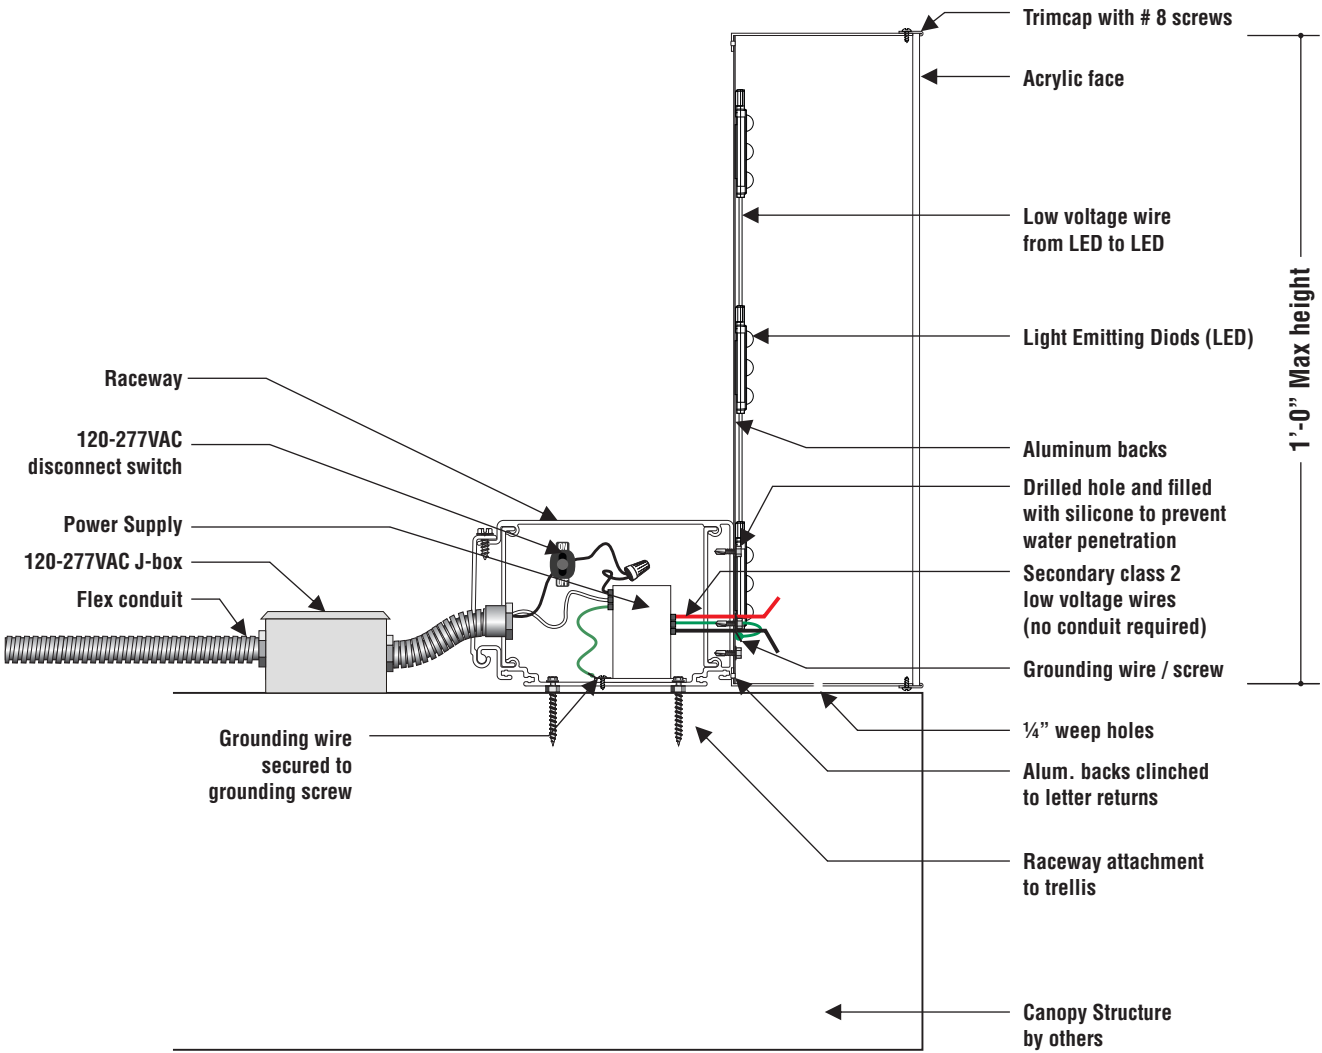 Trimcap with # 8 screws
Acrylic face
Low voltage wire
from LED to LED
Light Emitting Diods (LED)
1'-0” Max height
Raceway
120-277VAC
disconnect switch
Power Supply
120-277VAC J-box
Flex conduit
Aluminum backs
Drilled hole and filled
with silicone to prevent
water penetration
Secondary class 2
low voltage wires
(no conduit required)
Grounding wire / screw
¼” weep holes
Grounding wire
secured to
grounding screw
Alum. backs clinched
to letter returns
Raceway attachment
to trellis
Canopy Structure
by others